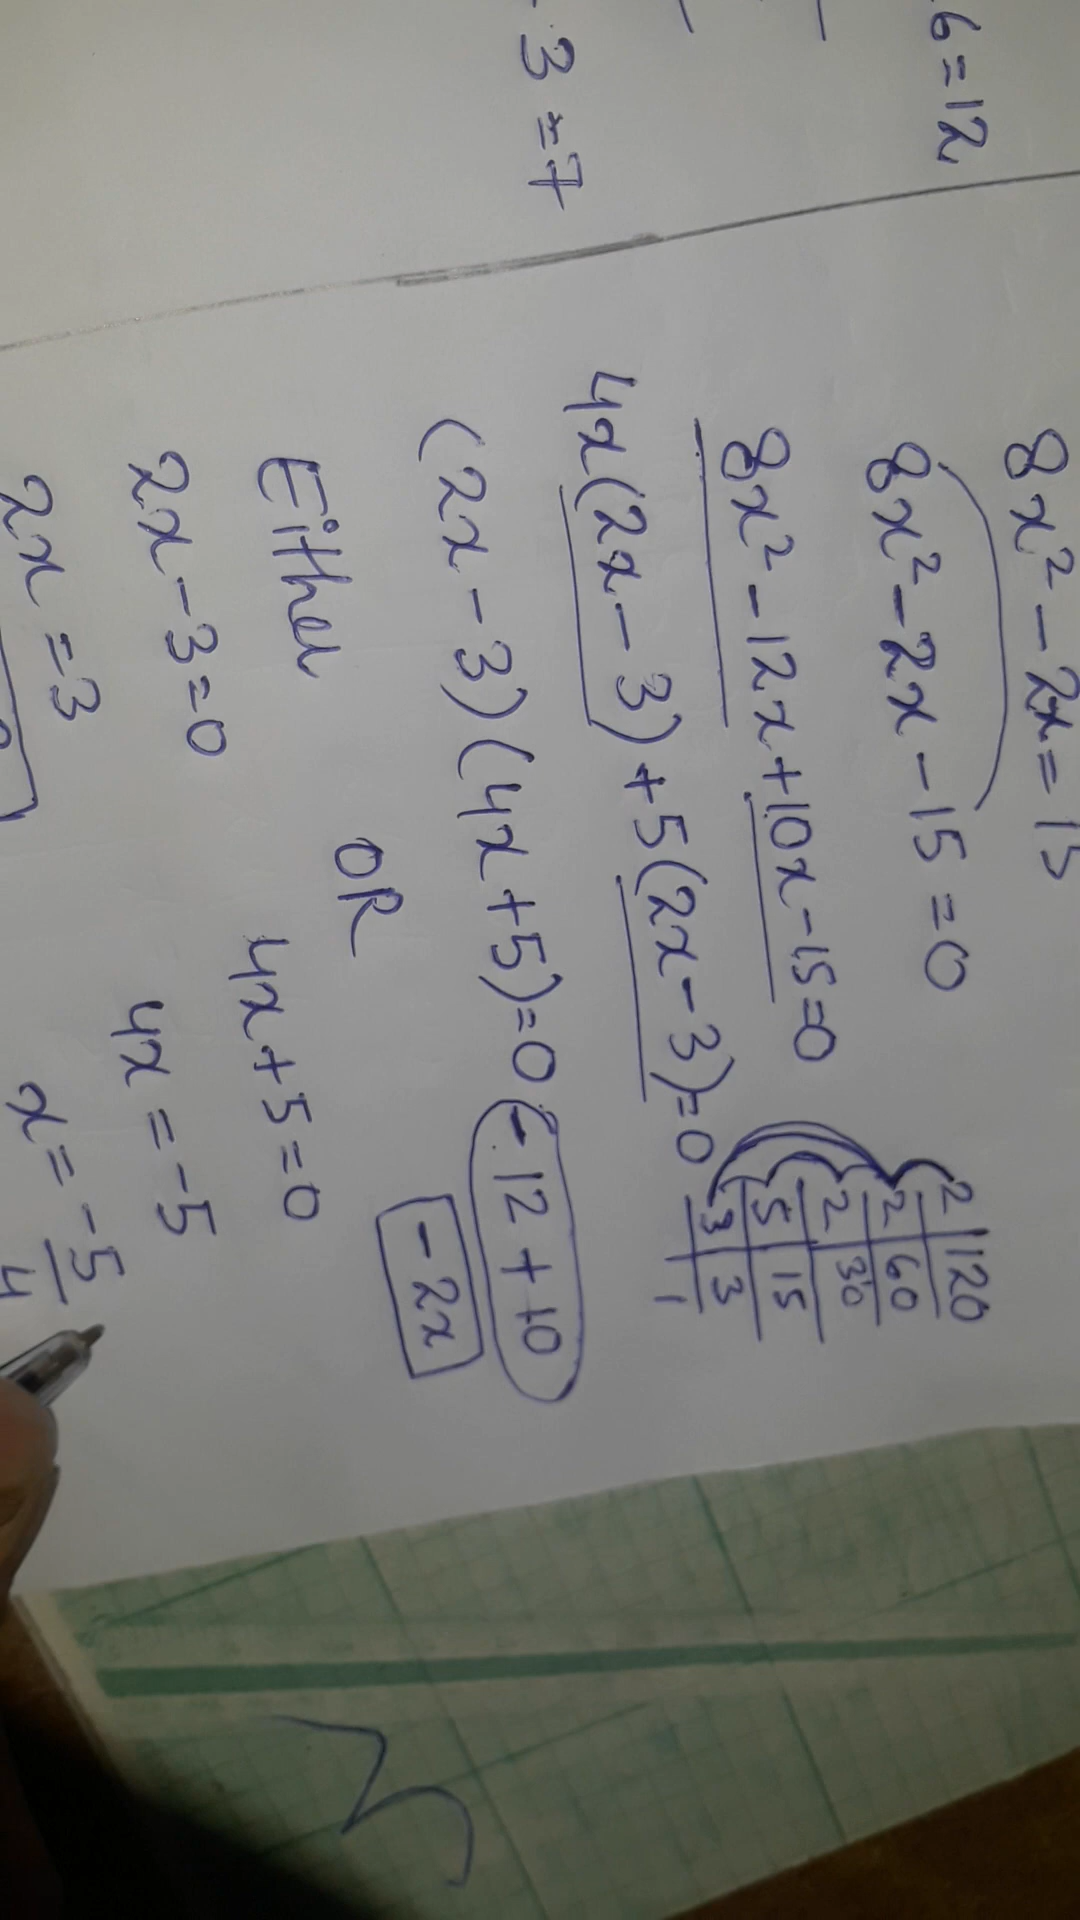 6=12
3=7
8x² - 2x = 15
8x² - 2x - 15 = 0
8x² - 12x + 10x - 15 = 0
4x(2x - 3) + 5(2x - 3) = 0
(2x - 3)(4x + 5) = 0
Either OR
2x - 3 = 0 4x + 5 = 0
2x = 3 4x = -5
x = -5/4
2 | 120
2 | 60
2 | 30
5 | 15
3 | 3
1
- 12 + 10
- 2x